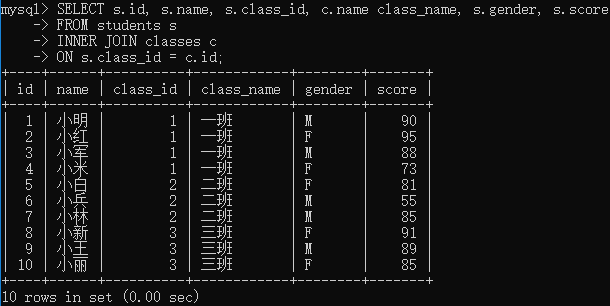 mysql> SELECT s.id, s.name, s.class_id, c.name class_name, s.gender, s.score
    -> FROM students s
    -> INNER JOIN classes c
    -> ON s.class_id = c.id;
+----+------+----------+------------+--------+-------+
| id | name | class_id | class_name | gender | score |
+----+------+----------+------------+--------+-------+
|  1 | 小明 |        1 | 一班       | M      |    90 |
|  2 | 小红 |        1 | 一班       | F      |    95 |
|  3 | 小军 |        1 | 一班       | M      |    88 |
|  4 | 小米 |        1 | 一班       | F      |    73 |
|  5 | 小白 |        2 | 二班       | F      |    81 |
|  6 | 小兵 |        2 | 二班       | M      |    55 |
|  7 | 小林 |        2 | 二班       | M      |    85 |
|  8 | 小新 |        3 | 三班       | F      |    91 |
|  9 | 小王 |        3 | 三班       | M      |    89 |
| 10 | 小丽 |        3 | 三班       | F      |    85 |
+----+------+----------+------------+--------+-------+
10 rows in set (0.00 sec)